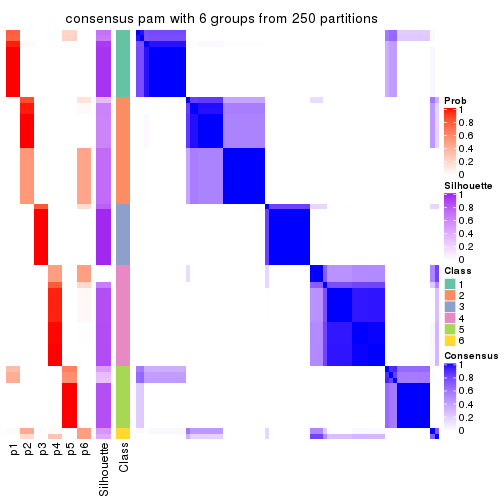 consensus pam with 6 groups from 250 partitions
Prob
1
0.8
0.6
0.4
0.2
0
Silhouette
1
0.8
0.6
0.4
0.2
0
Class
1
2
3
4
5
6
Consensus
1
0.8
0.6
0.4
0.2
0
p1
p2
p3
p4
p5
p6
Silhouette
Class